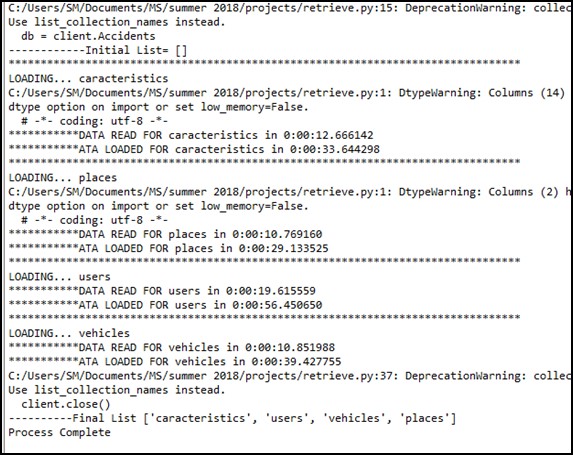 C:/Users/SM/Documents/MS/summer 2018/projects/retrieve.py:15: DeprecationWarning: collec
Use list_collection_names instead.
db = client.Accidents
------------Initial List= []
********************************************************************************
LOADING... caracteristics
C:/Users/SM/Documents/MS/summer 2018/projects/retrieve.py:1: DtypeWarning: Columns (14)
dtype option on import or set low_memory=False.
# -*- coding: utf-8 -*-
***********DATA READ FOR caracteristics in 0:00:12.666142
***********ATA LOADED FOR caracteristics in 0:00:33.644298
********************************************************************************
LOADING... places
C:/Users/SM/Documents/MS/summer 2018/projects/retrieve.py:1: DtypeWarning: Columns (2) h
dtype option on import or set low_memory=False.
# -*- coding: utf-8 -*-
***********DATA READ FOR places in 0:00:10.769160
***********ATA LOADED FOR places in 0:00:29.133525
********************************************************************************
LOADING... users
***********DATA READ FOR users in 0:00:19.615559
***********ATA LOADED FOR users in 0:00:56.450650
********************************************************************************
LOADING... vehicles
***********DATA READ FOR vehicles in 0:00:10.851988
***********ATA LOADED FOR vehicles in 0:00:39.427755
C:/Users/SM/Documents/MS/summer 2018/projects/retrieve.py:37: DeprecationWarning: collec
Use list_collection_names instead.
client.close()
----------Final List ['caracteristics', 'users', 'vehicles', 'places']
Process Complete